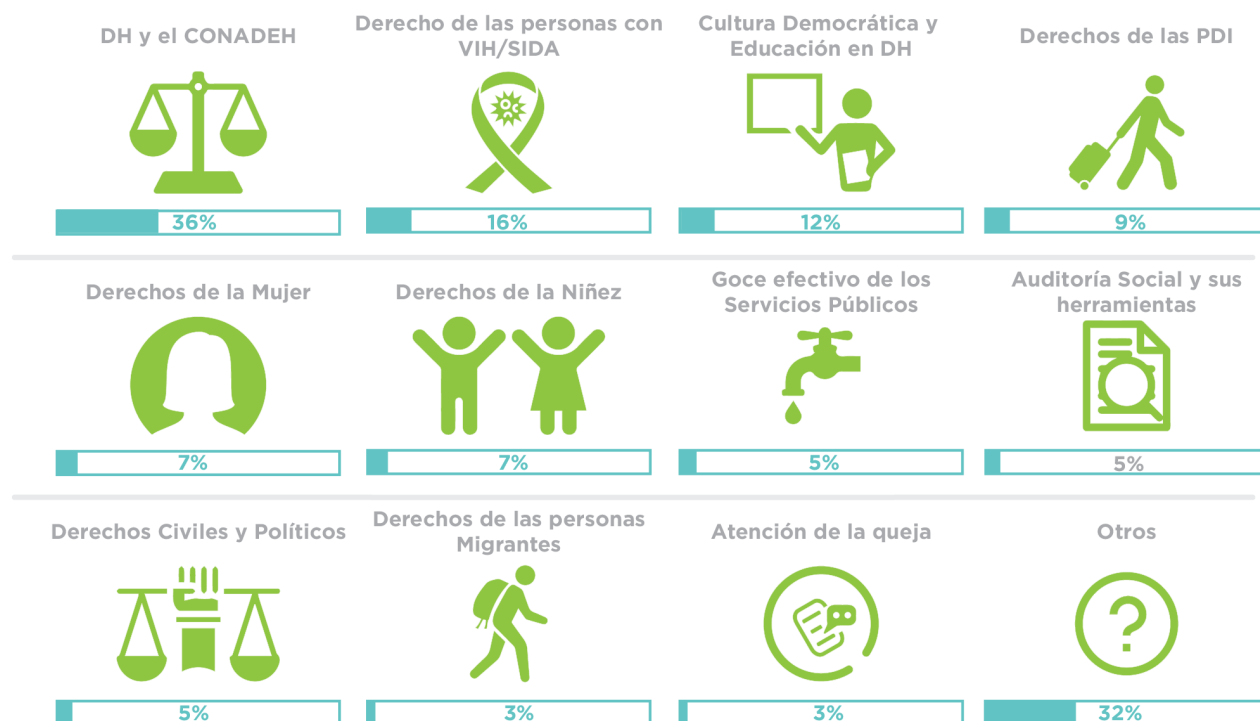 DH y el CONADEH
Derecho de las personas con
VIH/SIDA
Cultura Democrática y
Educación en DH
Derechos de las PDI
36%
16%
12%
9%
Derechos de la Mujer
Derechos de la Niñez
Goce efectivo de los
Servicios Públicos
Auditoría Social y sus
herramientas
7%
7%
5%
5%
Derechos Civiles y Políticos
Derechos de las personas
Migrantes
Atención de la queja
Otros
?
5%
3%
3%
32%